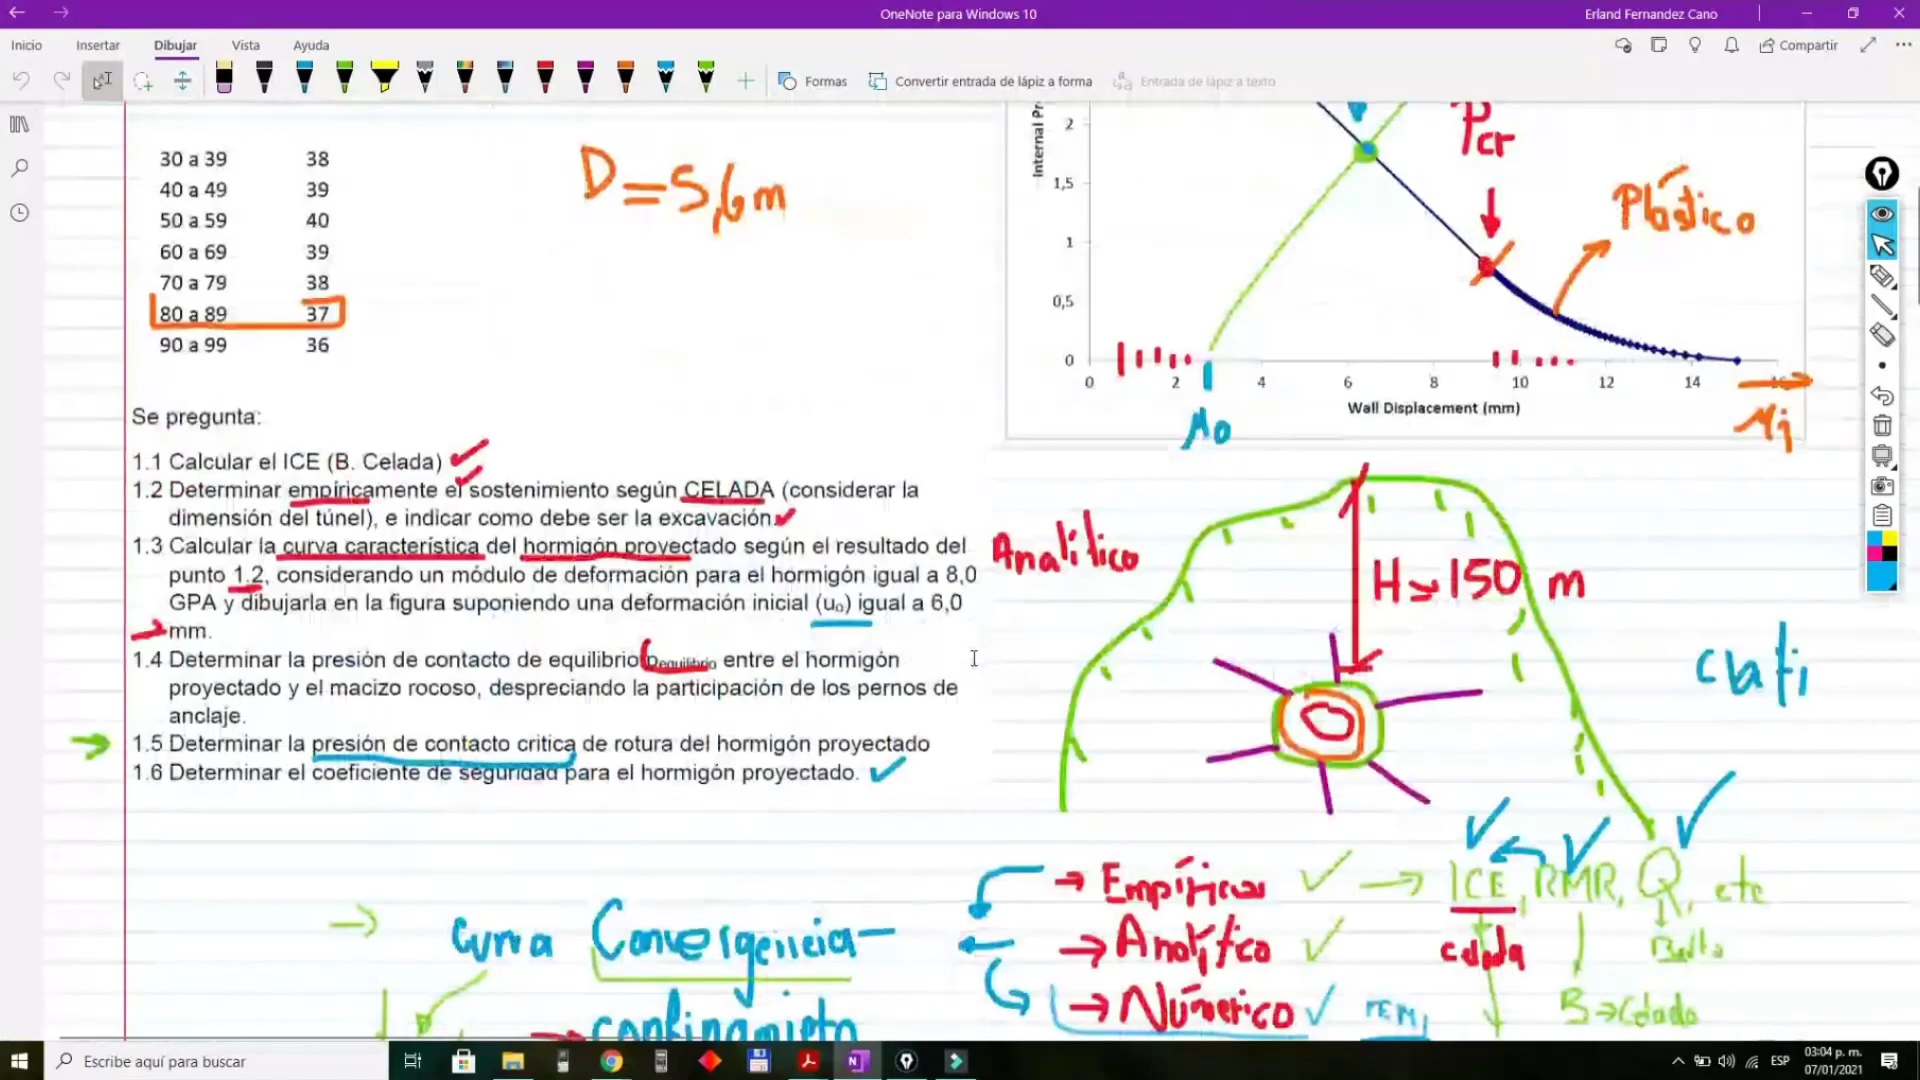 OneNote para Windows 10
Erland Fernandez Cano
Inicio
Insertar
Dibujar
Vista
Ayuda
Compartir
Formas
Convertir entrada de lápiz a forma
Entrada de lápiz a texto
30 a 39 38
40 a 49 39
50 a 59 40
60 a 69 39
70 a 79 38
80 a 89 37
90 a 99 36
D = 5,6 m
Se pregunta:
1.1 Calcular el ICE (B. Celada)
1.2 Determinar empíricamente el sostenimiento según CELADA (considerar la
dimensión del túnel), e indicar como debe ser la excavación.
1.3 Calcular la curva característica del hormigón proyectado según el resultado del
punto 1.2, considerando un módulo de deformación para el hormigón igual a 8,0
GPA y dibujarla en la figura suponiendo una deformación inicial (u₀) igual a 6,0
mm.
1.4 Determinar la presión de contacto de equilibrio pequilibrio entre el hormigón
proyectado y el macizo rocoso, despreciando la participación de los pernos de
anclaje.
1.5 Determinar la presión de contacto critica de rotura del hormigón proyectado
1.6 Determinar el coeficiente de seguridad para el hormigón proyectado.
curva Convergencia-
confinamiento
Internal Pr
2
1,5
1
0,5
0
0 2 4 6 8 10 12 14
Wall Displacement (mm)
Pcr
Plástico
μo
μi
Analítico
H ≃ 150 m
→ Empíricos ✓ → ICE, RMR, Q, etc
→ Analítico ✓ celada
→ Númerico ✓
ESP
Escribe aquí para buscar
03:04 p. m.
07/01/2021